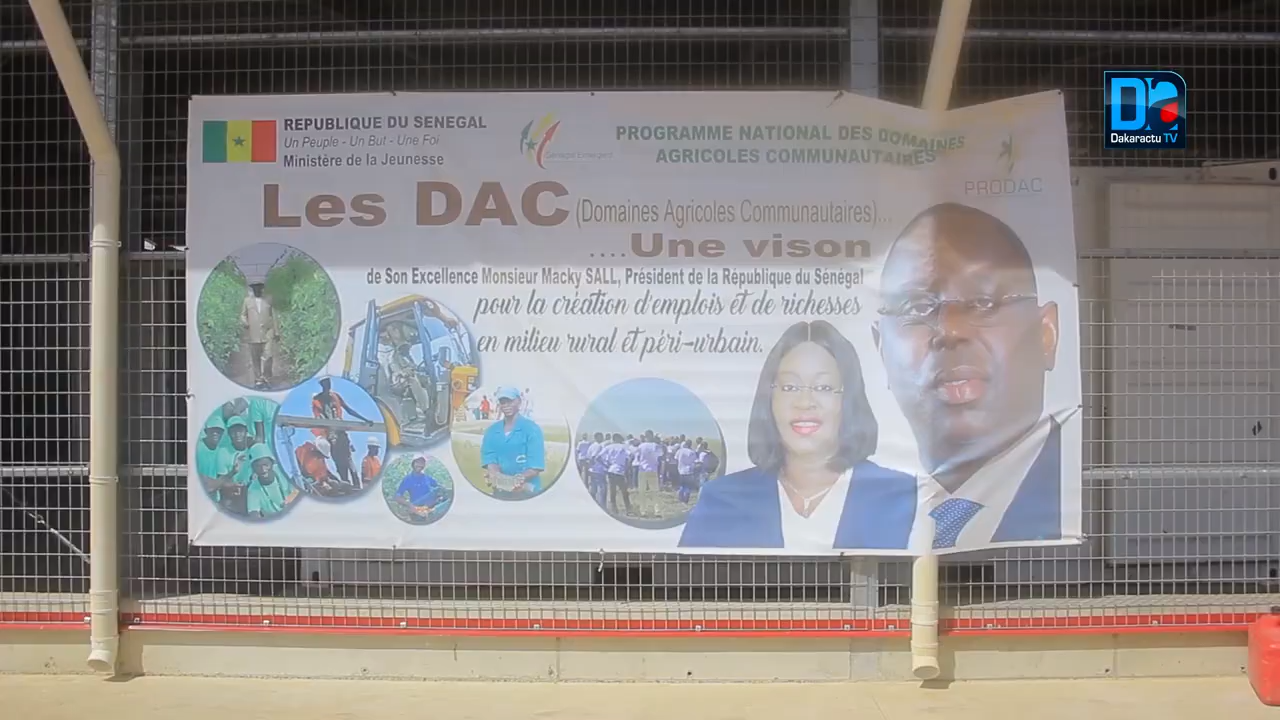 REPUBLIQUE DU SENEGAL
Un Peuple - Un But - Une Foi
Ministère de la Jeunesse
Sénégal Emergent
PROGRAMME NATIONAL DES DOMAINES
AGRICOLES COMMUNAUTAIRES
PRODAC
Les DAC (Domaines Agricoles Communautaires)...
....Une vison
de Son Excellence Monsieur Macky SALL, Président de la République du Sénégal
pour la création d'emplois et de richesses
en milieu rural et péri-urbain.
Dakaractu TV